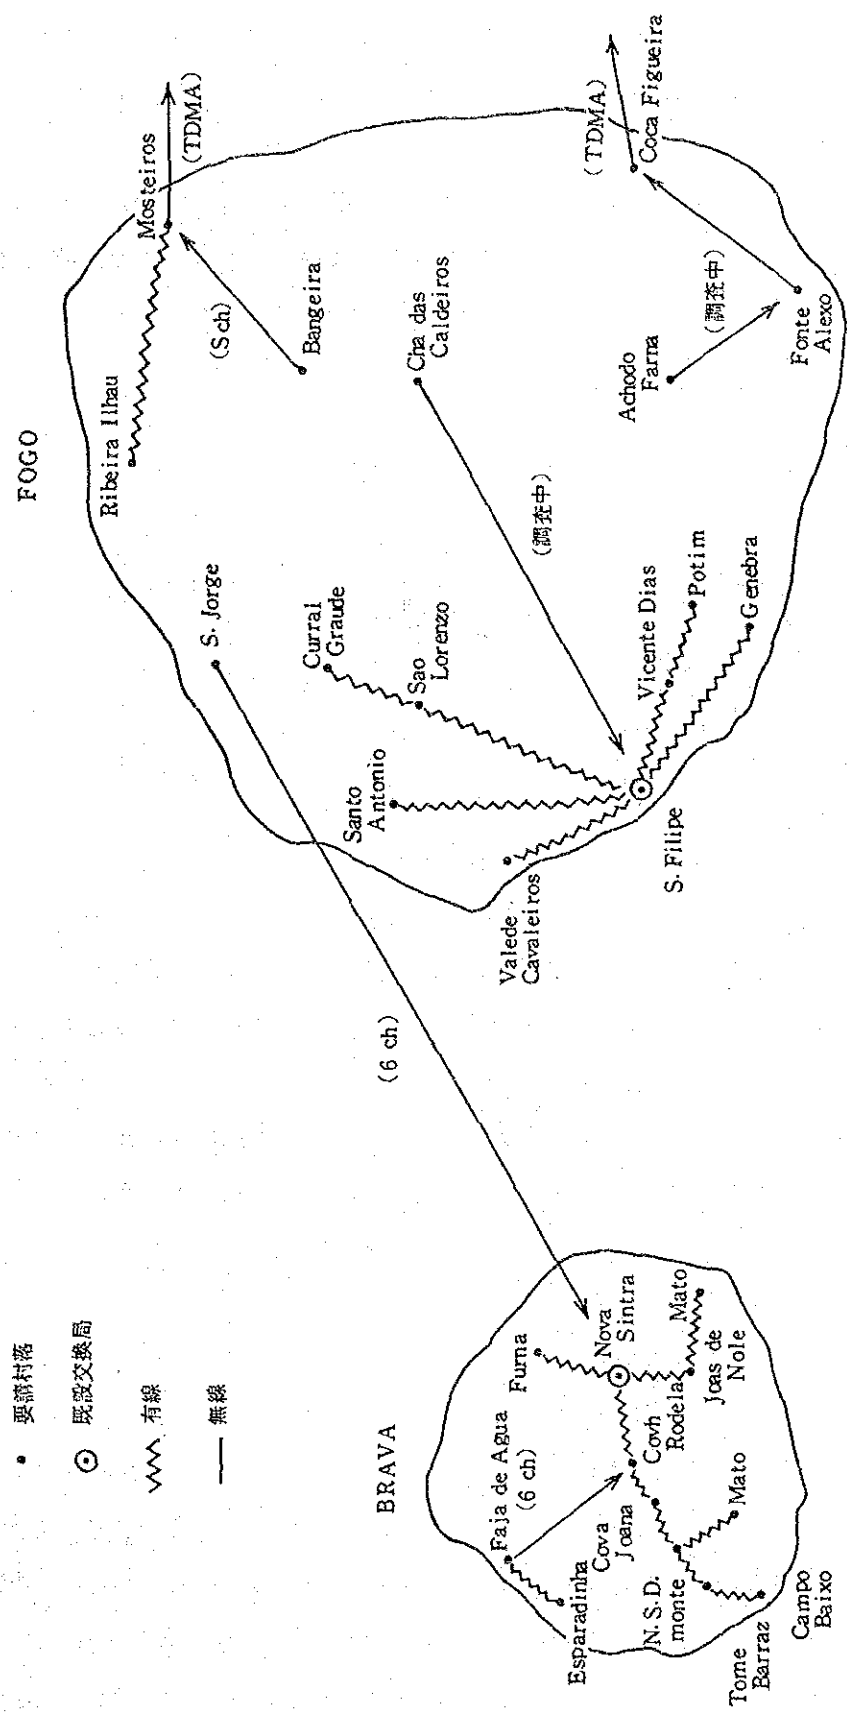 要請村落
既設交換局
有線
無線
BRAVA
Faja de Agua
(6 ch)
Esparadinha
Furna
Nova
Sintra
Cova
Joana
Covh
Rodela
Mato
Joas de
Nole
N.S.D.
monte
Mato
Tome
Barraz
Campo
Baixo
(6 ch)
FOGO
Ribeira Ilhau
Mosteiros
(TDMA)
(Sch)
Bangeira
S. Jorge
Curral
Graude
Sao
Lorenzo
Santo
Antonio
Valede
Cavaleiros
Cha das
Caldeiros
(調査中)
S. Filipe
Vicente Dias
Potim
Genebra
Achodo
Farna
(調査中)
Fonte
Alexo
(TDMA)
Coca Figueira